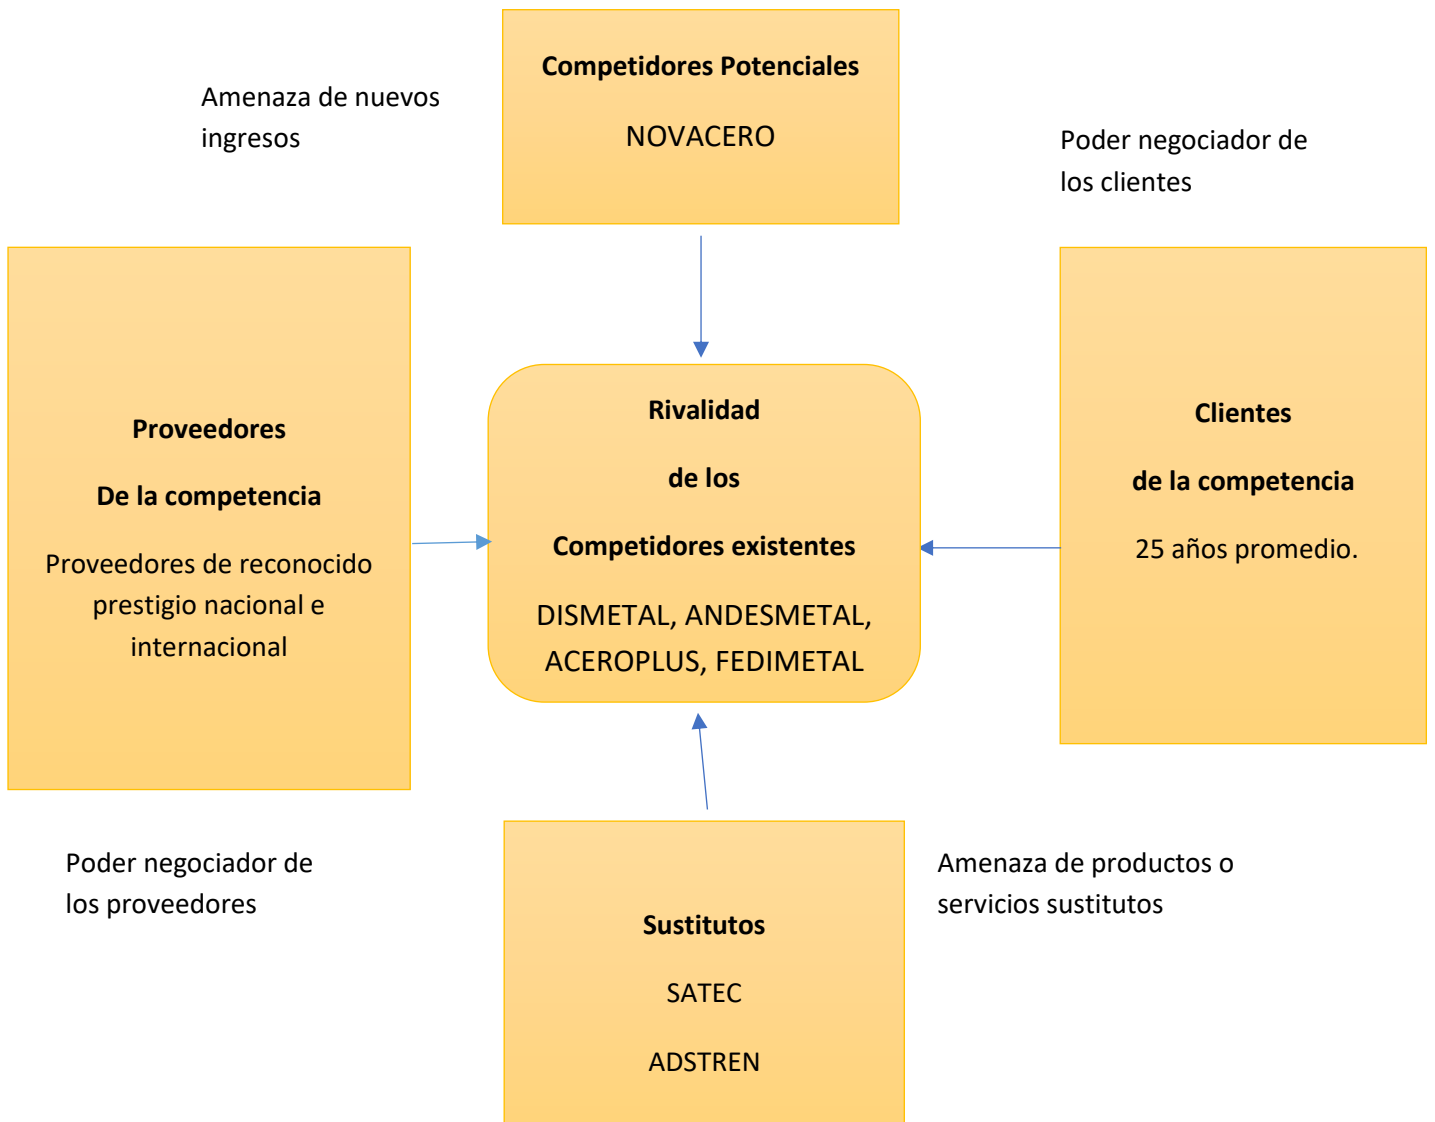 Competidores Potenciales
NOVACERO
Amenaza de nuevos
ingresos
Poder negociador de
los clientes
Proveedores
De la competencia
Proveedores de reconocido
prestigio nacional e
internacional
Rivalidad
de los
Competidores existentes
DISMETAL, ANDESMETAL,
ACEROPLUS, FEDIMETAL
Clientes
de la competencia
25 años promedio.
Poder negociador de
los proveedores
Sustitutos
SATEC
ADSTREN
Amenaza de productos o
servicios sustitutos